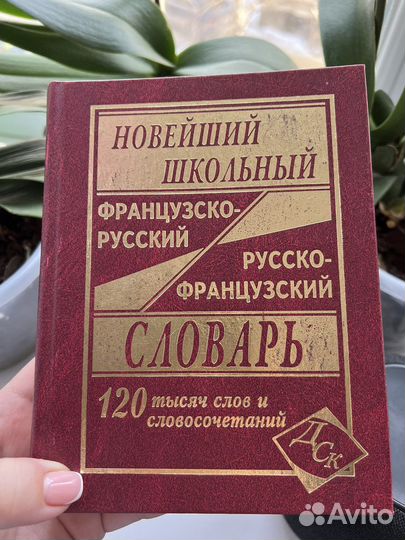 НОВЕЙШИЙ
ШКОЛЬНЫЙ
ФРАНЦУЗСКО-
РУССКИЙ
РУССКО-
ФРАНЦУЗСКИЙ
СЛОВАРЬ
120 тысяч слов и
словосочетаний
ДСК
Avito